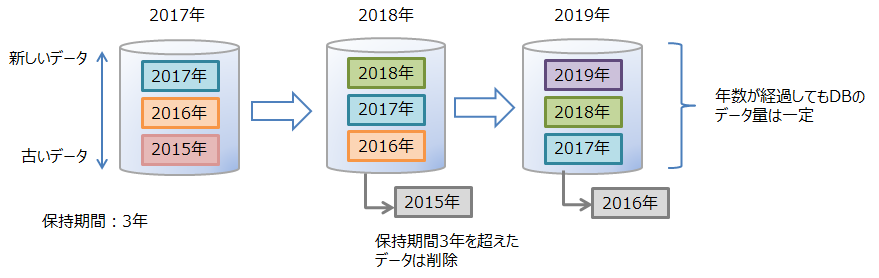 2017年
2018年
2019年
新しいデータ
古いデータ
2017年
2016年
2015年
2018年
2017年
2016年
2019年
2018年
2017年
年数が経過してもDBの
データ量は一定
2015年
2016年
保持期間：3年
保持期間3年を超えた
データは削除